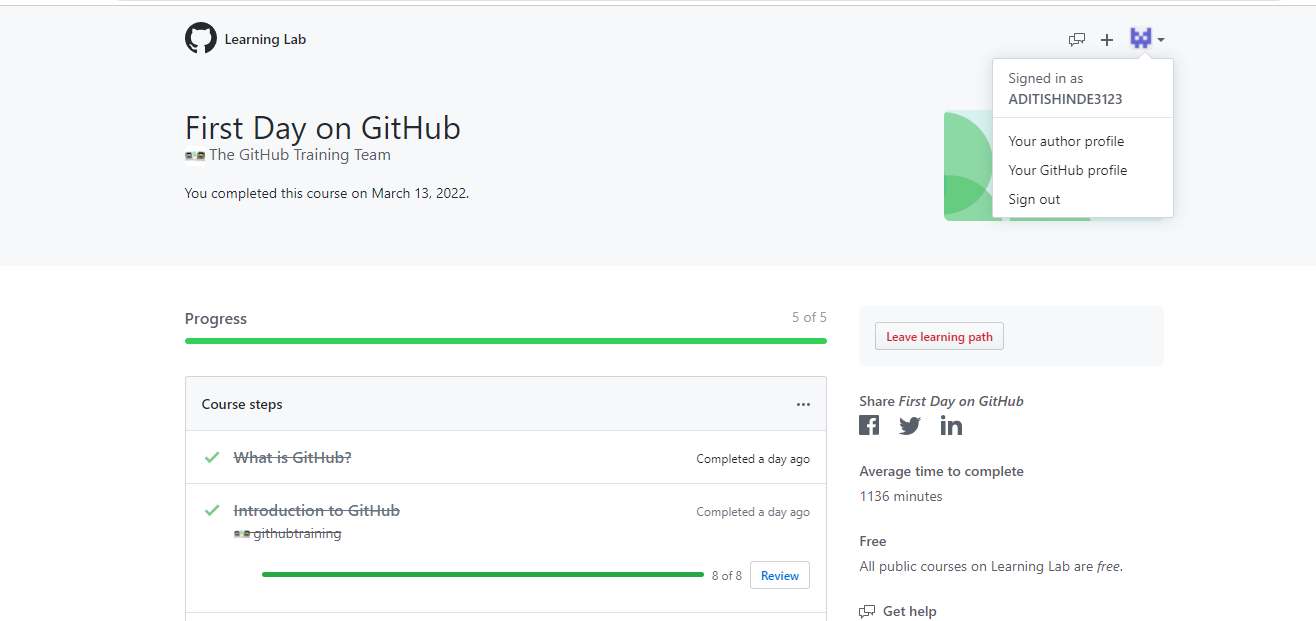 Learning Lab
Signed in as
ADITISHINDE3123
Your author profile
Your GitHub profile
Sign out
First Day on GitHub
The GitHub Training Team
You completed this course on March 13, 2022.
Progress
5 of 5
Course steps
What is GitHub?
Completed a day ago
Introduction to GitHub
Completed a day ago
githubtraining
8 of 8
Review
Leave learning path
Share First Day on GitHub
Average time to complete
1136 minutes
Free
All public courses on Learning Lab are free.
Get help